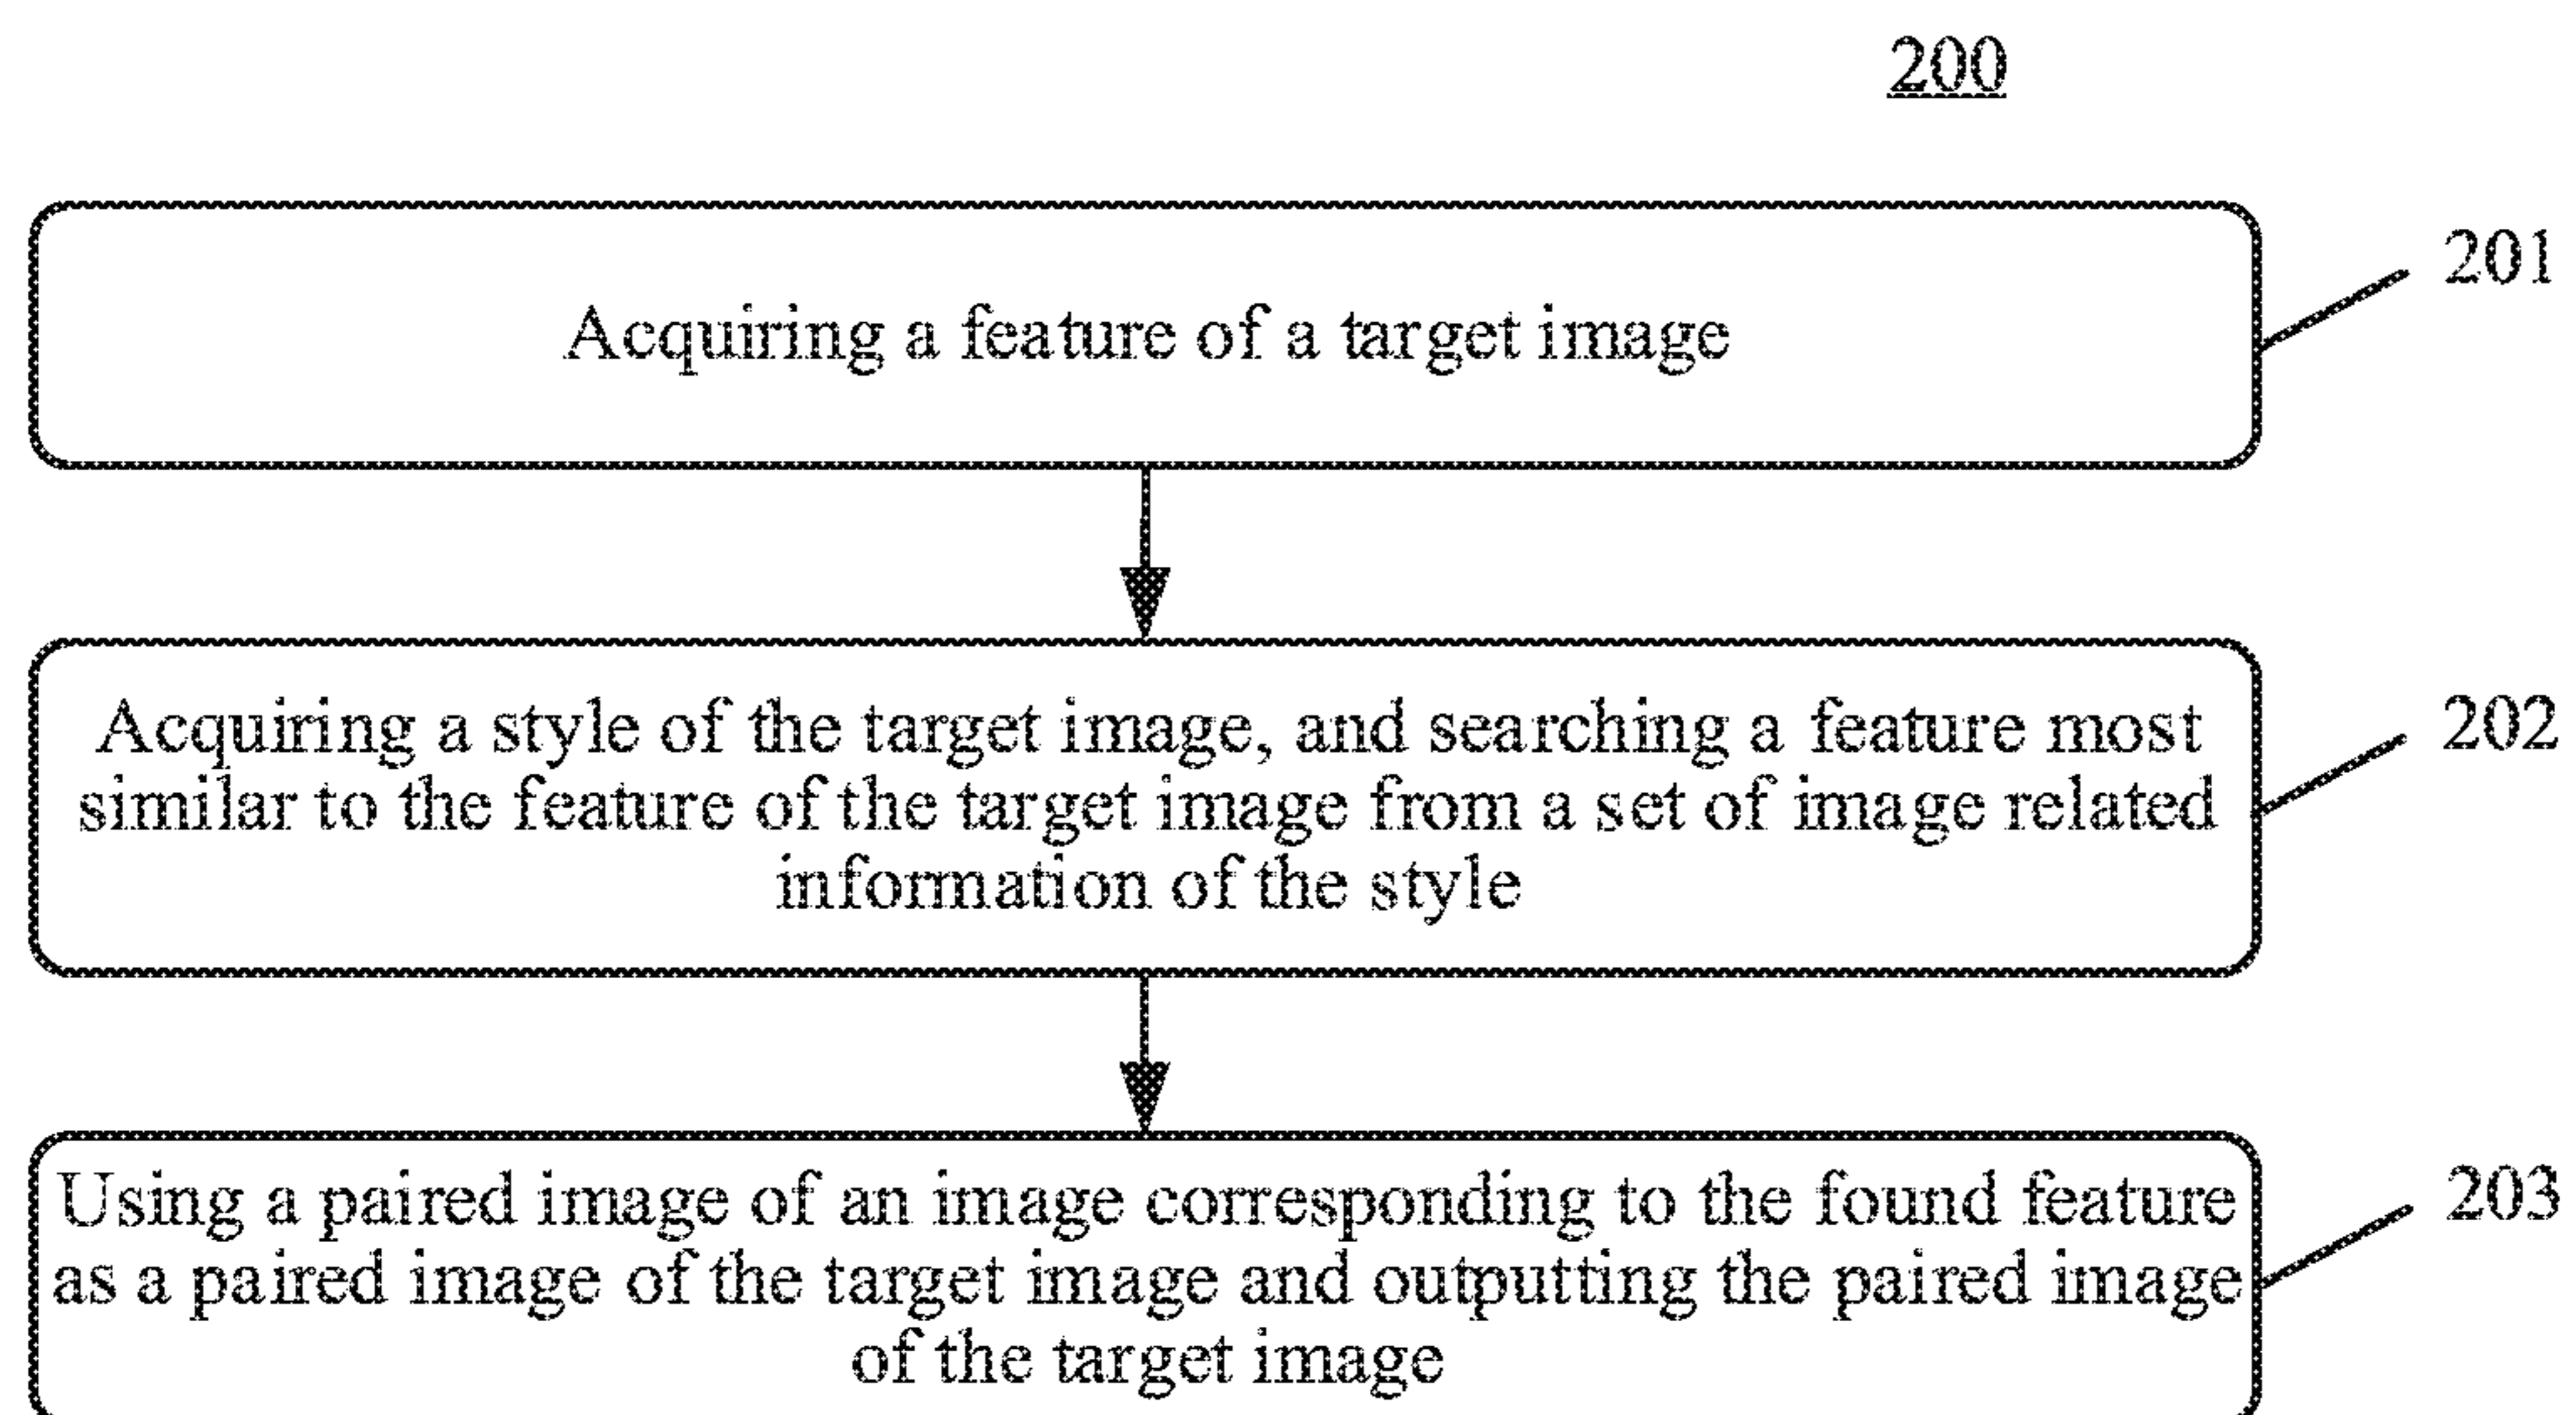 200
Acquiring a feature of a target image
201
Acquiring a style of the target image, and searching a feature most
similar to the feature of the target image from a set of image related
information of the style
202
Using a paired image of an image corresponding to the found feature
as a paired image of the target image and outputting the paired image
of the target image
203